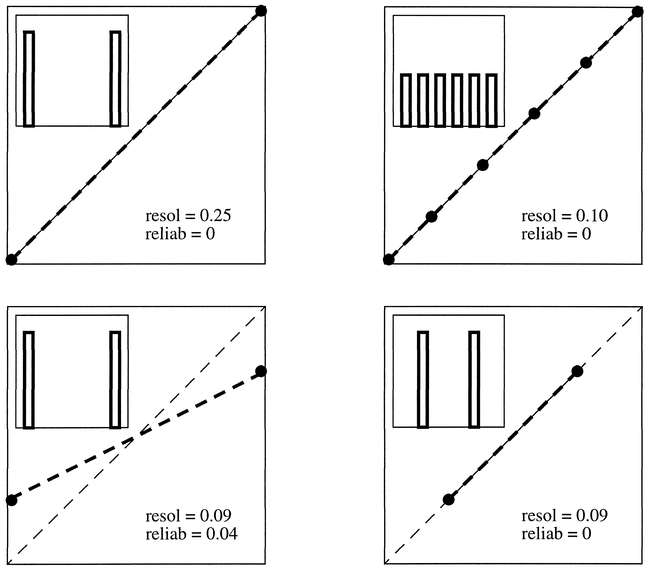 resol = 0.25
reliab = 0
resol = 0.10
reliab = 0
resol = 0.09
reliab = 0.04
resol = 0.09
reliab = 0